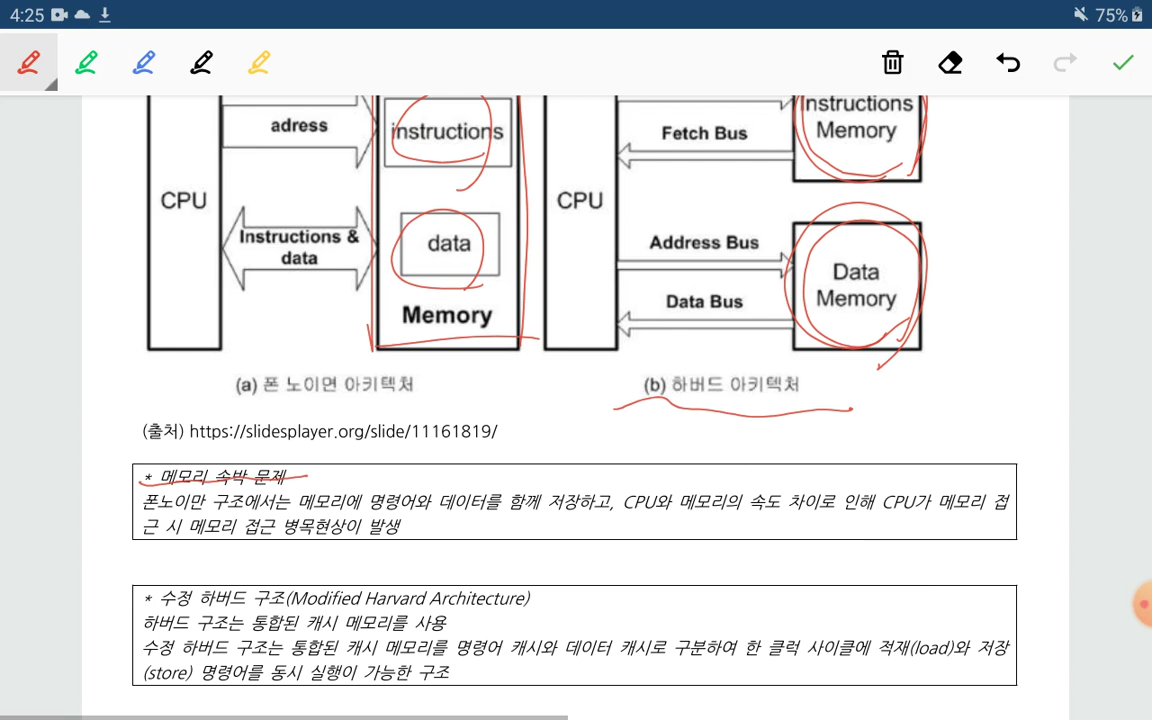 4:25
75%
adress
instructions
Instructions
Memory
Fetch Bus
CPU
CPU
Instructions &
data
data
Address Bus
Data
Memory
Data Bus
Memory
(a) 폰 노이면 아키텍처
(b) 하버드 아키텍처
(출처) https://slidesplayer.org/slide/11161819/
* 메모리 속박 문제
폰노이만 구조에서는 메모리에 명령어와 데이터를 함께 저장하고, CPU와 메모리의 속도 차이로 인해 CPU가 메모리 접
근 시 메모리 접근 병목현상이 발생
* 수정 하버드 구조(Modified Harvard Architecture)
하버드 구조는 통합된 캐시 메모리를 사용
수정 하버드 구조는 통합된 캐시 메모리를 명령어 캐시와 데이터 캐시로 구분하여 한 클럭 사이클에 적재(load)와 저장
(store) 명령어를 동시 실행이 가능한 구조